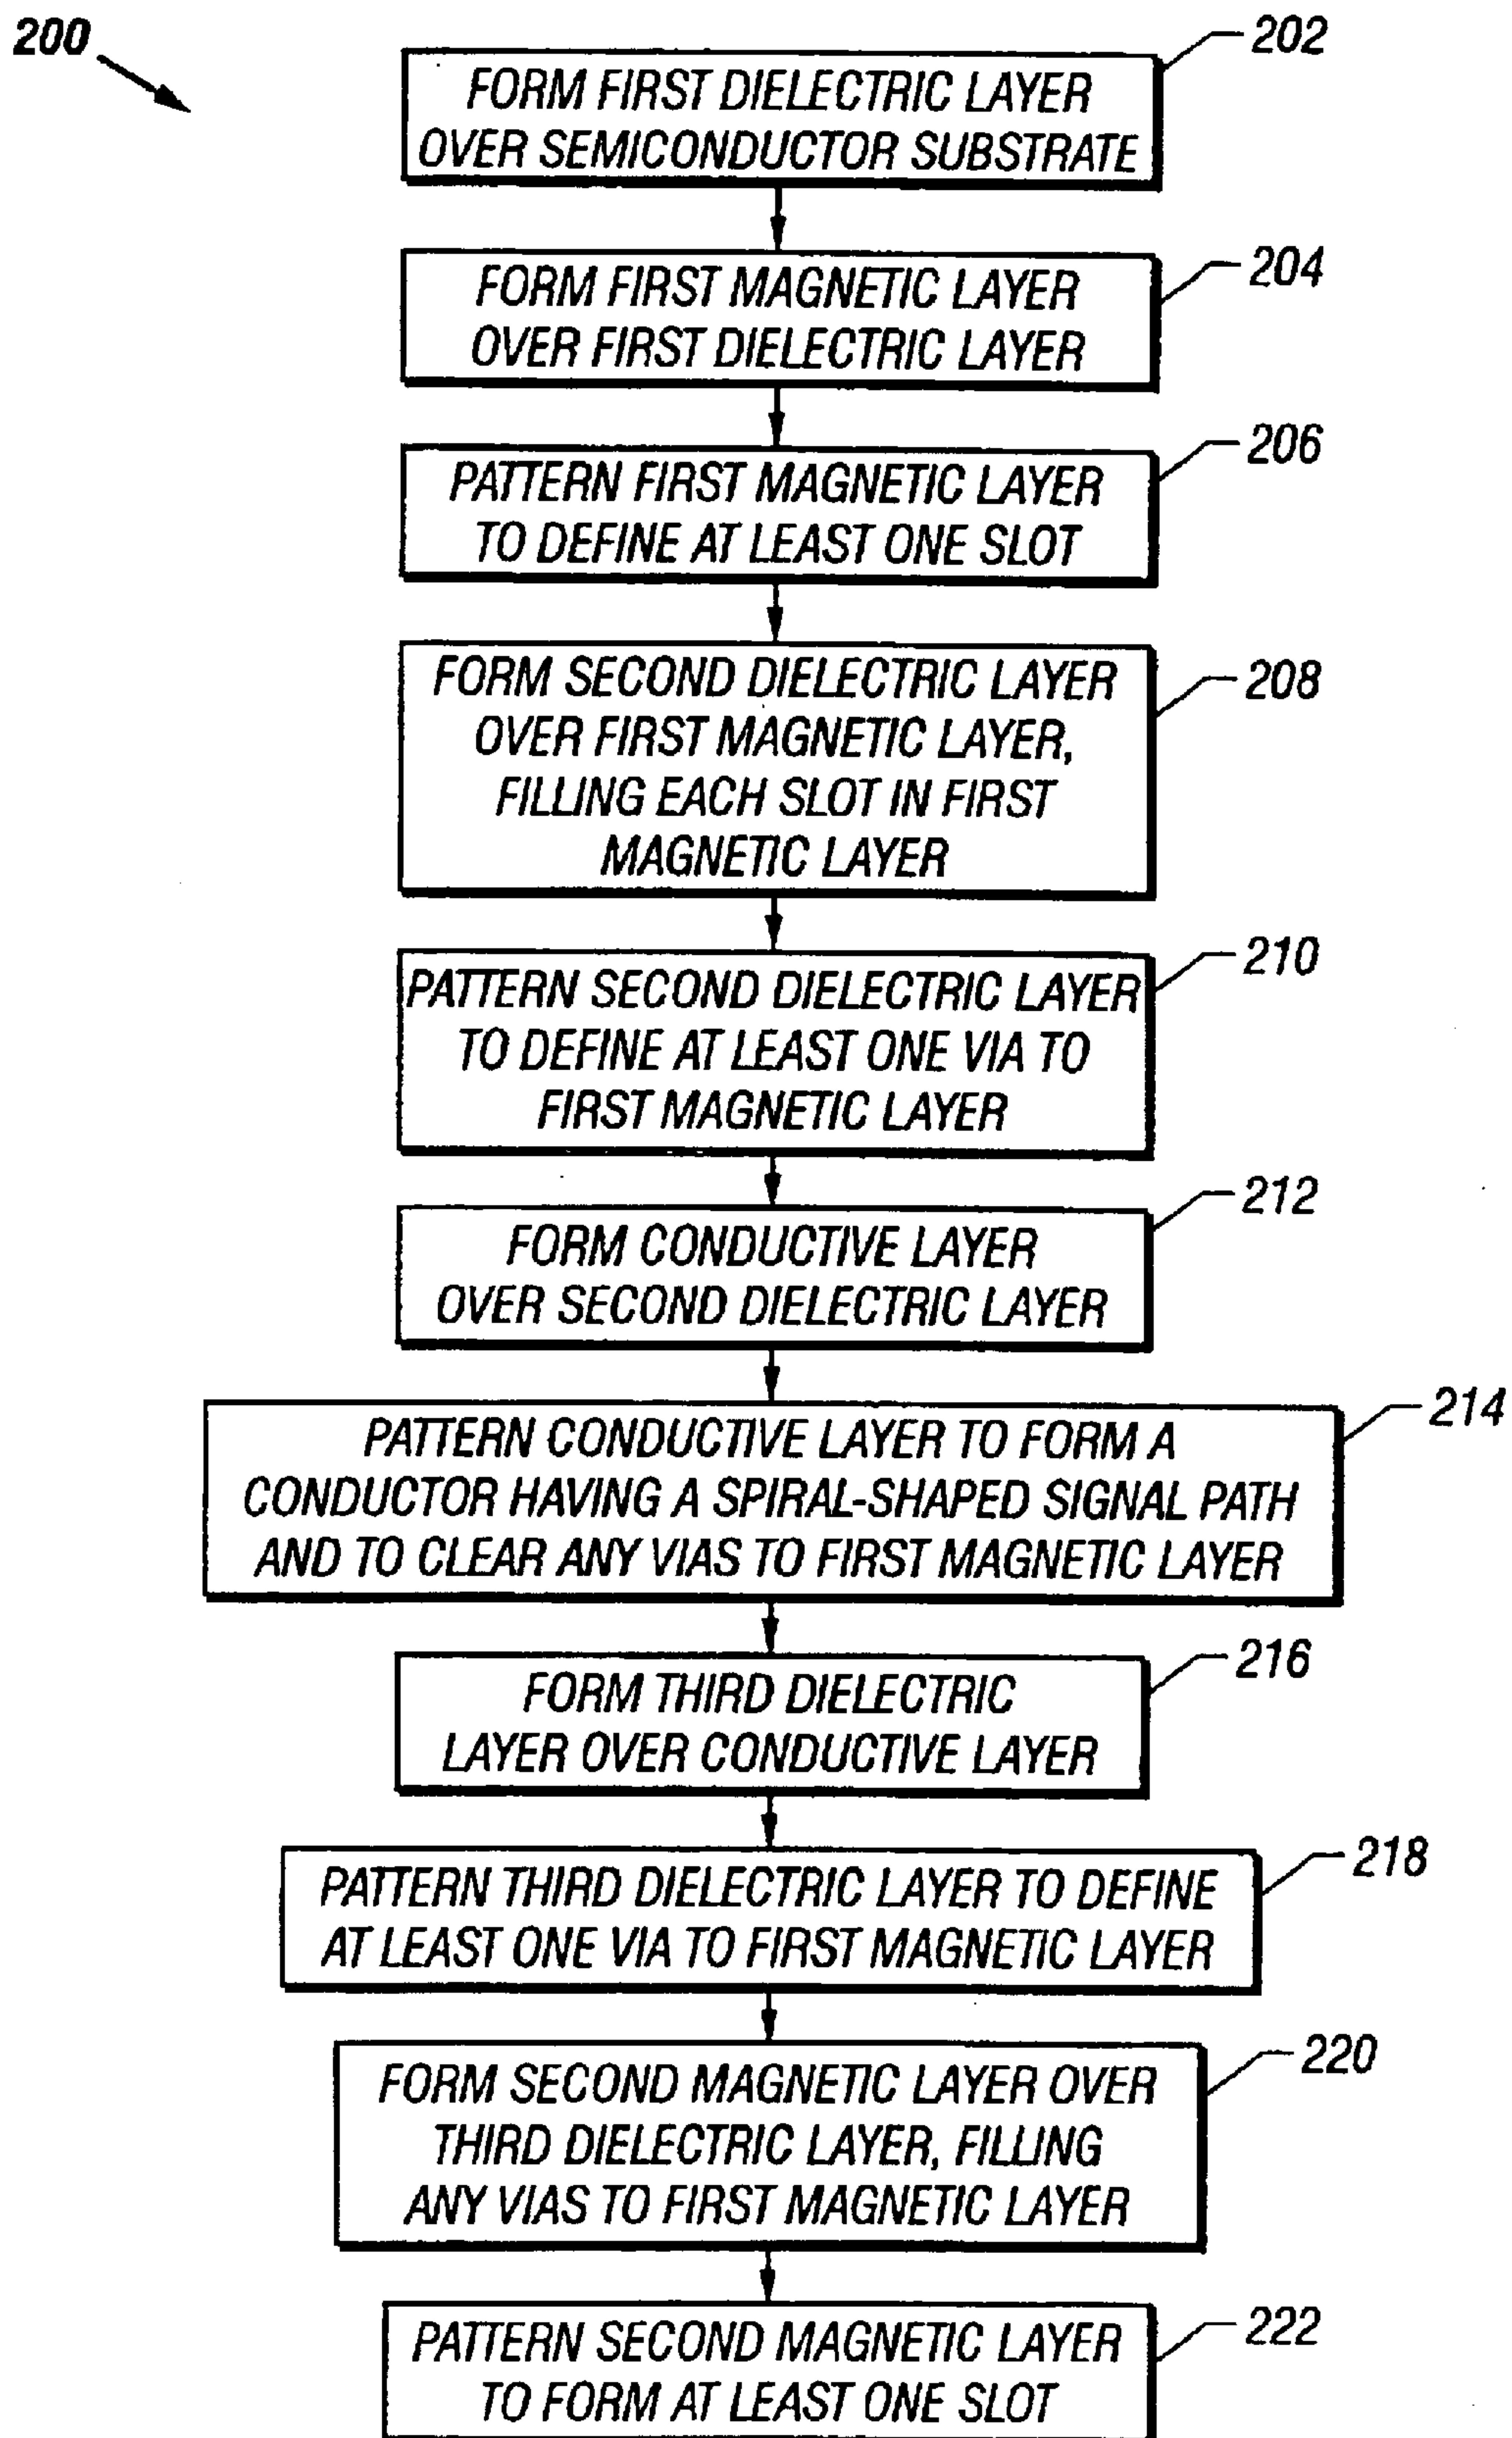 200
202
FORM FIRST DIELECTRIC LAYER
OVER SEMICONDUCTOR SUBSTRATE
204
FORM FIRST MAGNETIC LAYER
OVER FIRST DIELECTRIC LAYER
206
PATTERN FIRST MAGNETIC LAYER
TO DEFINE AT LEAST ONE SLOT
208
FORM SECOND DIELECTRIC LAYER
OVER FIRST MAGNETIC LAYER,
FILLING EACH SLOT IN FIRST
MAGNETIC LAYER
210
PATTERN SECOND DIELECTRIC LAYER
TO DEFINE AT LEAST ONE VIA TO
FIRST MAGNETIC LAYER
212
FORM CONDUCTIVE LAYER
OVER SECOND DIELECTRIC LAYER
214
PATTERN CONDUCTIVE LAYER TO FORM A
CONDUCTOR HAVING A SPIRAL-SHAPED SIGNAL PATH
AND TO CLEAR ANY VIAS TO FIRST MAGNETIC LAYER
216
FORM THIRD DIELECTRIC
LAYER OVER CONDUCTIVE LAYER
218
PATTERN THIRD DIELECTRIC LAYER TO DEFINE
AT LEAST ONE VIA TO FIRST MAGNETIC LAYER
220
FORM SECOND MAGNETIC LAYER OVER
THIRD DIELECTRIC LAYER, FILLING
ANY VIAS TO FIRST MAGNETIC LAYER
222
PATTERN SECOND MAGNETIC LAYER
TO FORM AT LEAST ONE SLOT